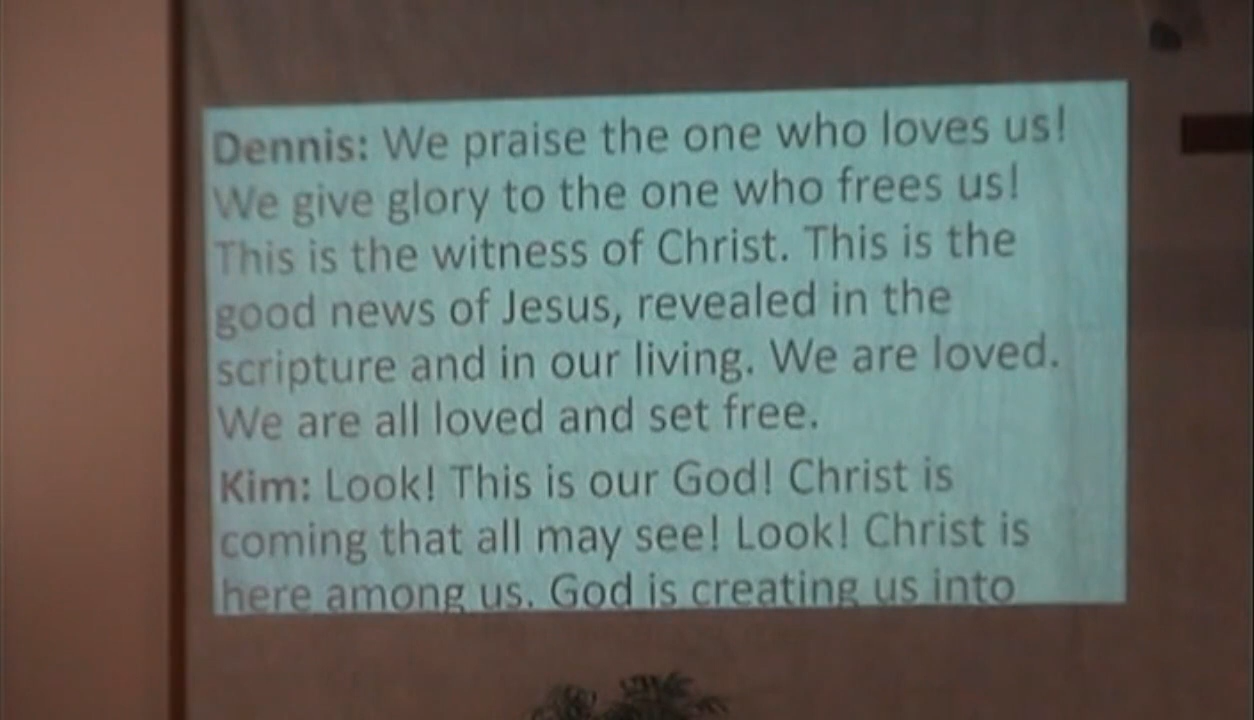 Dennis: We praise the one who loves us!
We give glory to the one who frees us!
This is the witness of Christ. This is the
good news of Jesus, revealed in the
scripture and in our living. We are loved.
We are all loved and set free.
Kim: Look! This is our God! Christ is
coming that all may see! Look! Christ is
here among us. God is creating us into